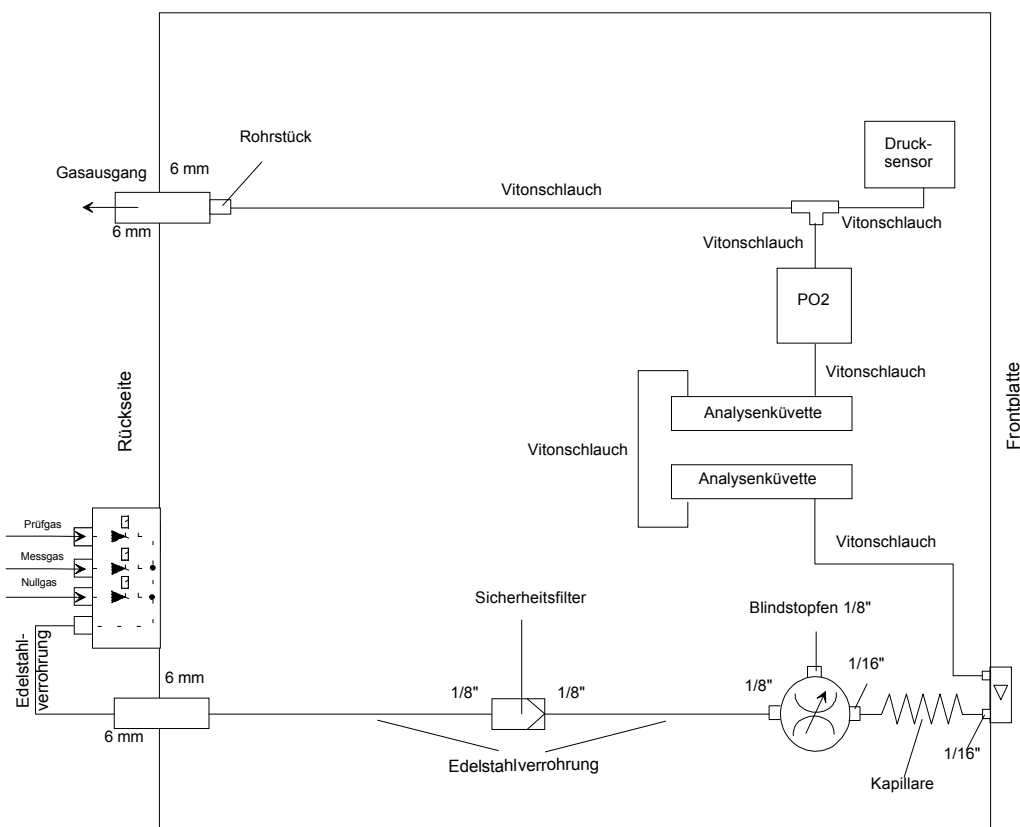 Rohrstück
Druck-
sensor
6 mm
Gasausgang
Vitonschlauch
Vitonschlauch
6 mm
Vitonschlauch
PO2
Vitonschlauch
Rückseite
Frontplatte
Analysenküvette
Vitonschlauch
Analysenküvette
Prüfgas
Vitonschlauch
Messgas
Nullgas
Sicherheitsfilter
Blindstopfen 1/8"
Edelstahl-
verrohrung
6 mm
1/8"
1/8"
1/8"
1/16"
6 mm
1/16"
Edelstahlverrohrung
Kapillare